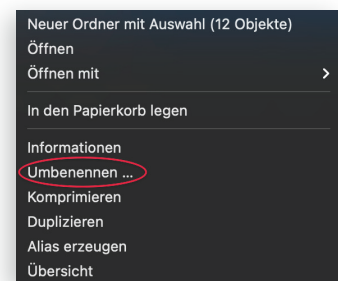 Neuer Ordner mit Auswahl (12 Objekte)
Öffnen
Öffnen mit
In den Papierkorb legen
Informationen
Umbenennen ...
Komprimieren
Duplizieren
Alias erzeugen
Übersicht